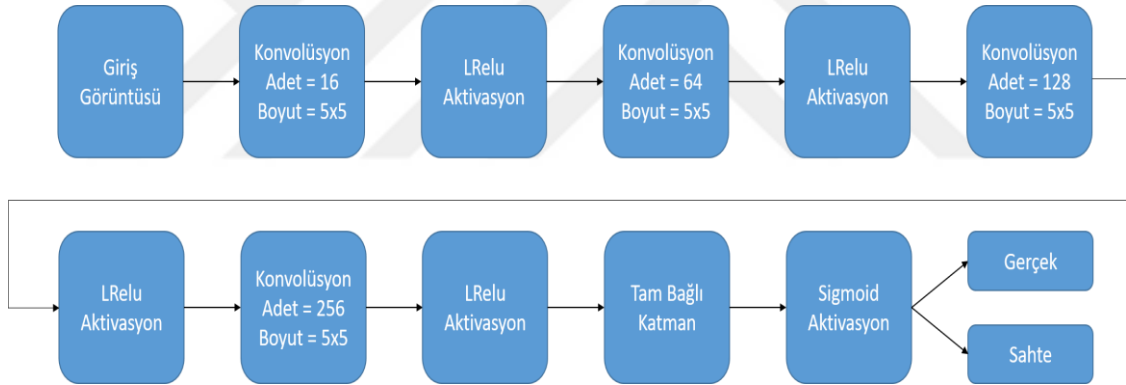 Giriş
Görüntüsü
Konvolüsyon
Adet = 16
Boyut = 5x5
LRelu
Aktivasyon
Konvolüsyon
Adet = 64
Boyut = 5x5
LRelu
Aktivasyon
Konvolüsyon
Adet = 128
Boyut = 5x5
LRelu
Aktivasyon
Konvolüsyon
Adet = 256
Boyut = 5x5
LRelu
Aktivasyon
Tam Bağlı
Katman
Sigmoid
Aktivasyon
Gerçek
Sahte